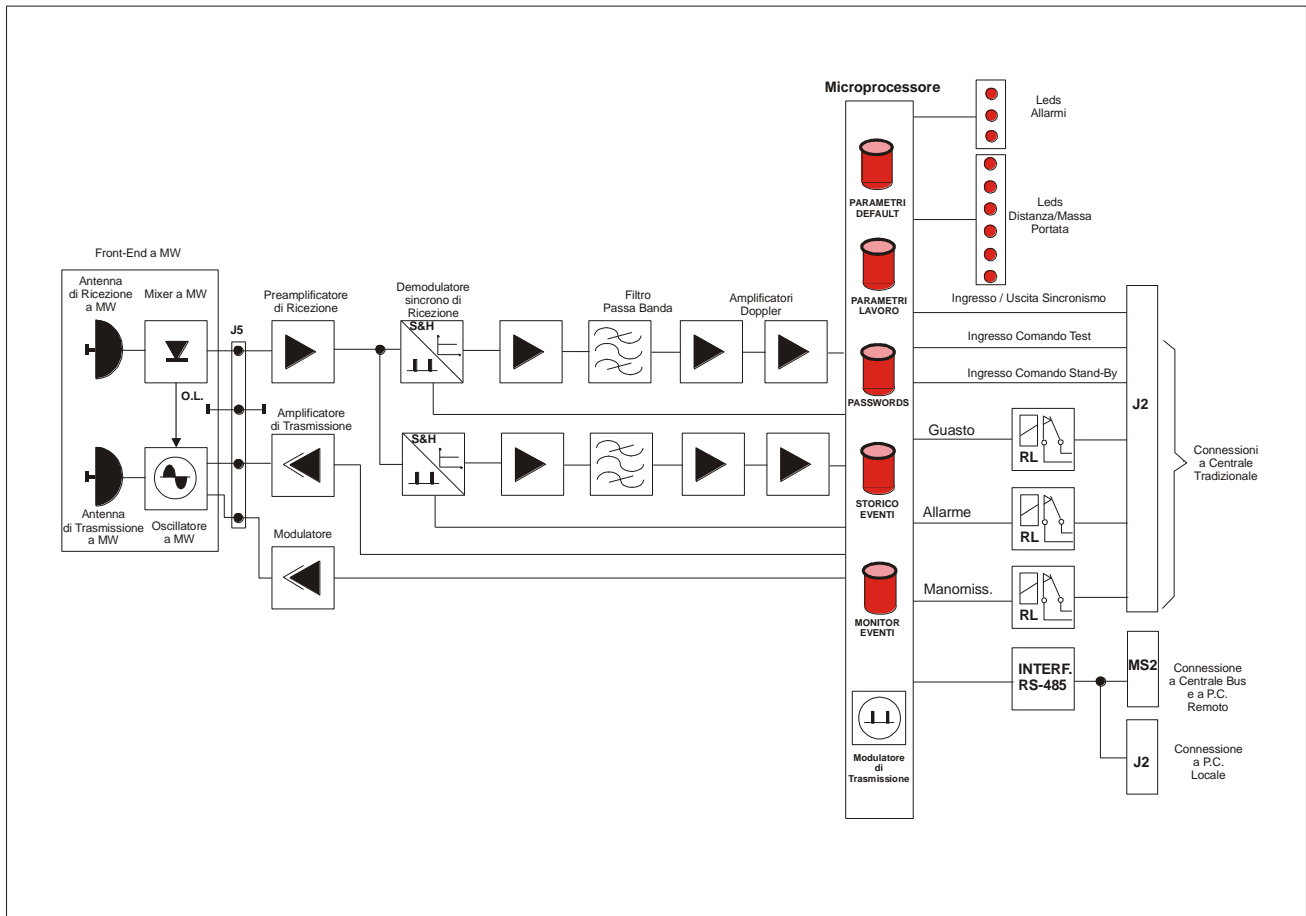 Microprocessore
Leds
Allarmi
PARAMETRI
DEFAULT
Leds
Distanza/Massa
Portata
Front-End a MW
Antenna
di Ricezione
a MW
Mixer a MW
J5
Preamplificatore
di Ricezione
Demodulatore
sincrono di
Ricezione
S&H
Filtro
Passa Banda
Amplificatori
Doppler
PARAMETRI
LAVORO
Ingresso / Uscita Sincronismo
Ingresso Comando Test
Ingresso Comando Stand-By
PASSWORDS
J2
O.L.
Amplificatore
di Trasmissione
S&H
Guasto
RL
Connessioni
a Centrale
Tradizionale
Antenna
di Trasmissione
a MW
Oscillatore
a MW
Modulatore
STORICO
EVENTI
Allarme
RL
Manomiss.
RL
MONITOR
EVENTI
INTERF.
RS-485
MS2
Connessione
a Centrale Bus
e a P.C.
Remoto
Modulatore
di
Trasmissione
J2
Connessione
a P.C.
Locale